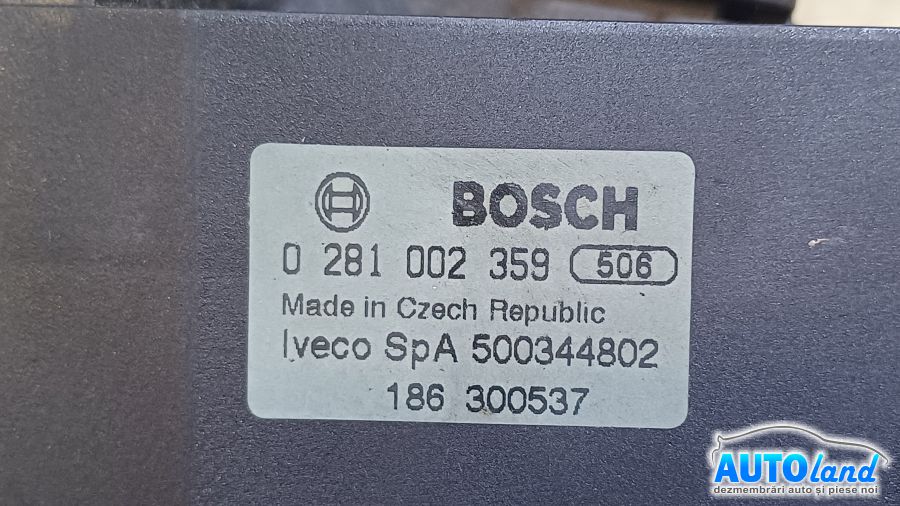 BOSCH
0 281 002 359 506
Made in Czech Republic
Iveco SpA 500344802
186 300537
AUTOland
dezmembrări auto și piese noi